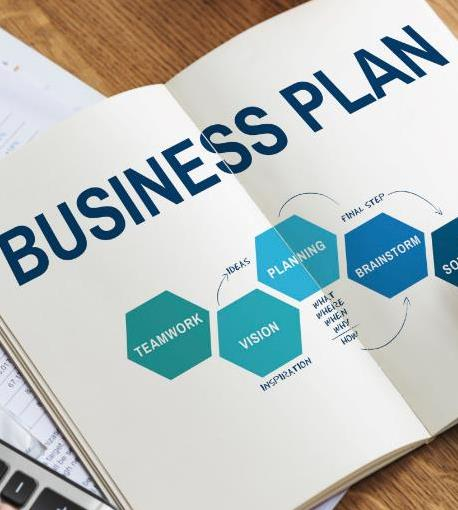 BUSINESS PLAN
FINAL STEP
IDEAS
PLANNING
BRAINSTORM
TEAMWORK
VISION
WHAT
WHERE
WHEN
WHY
HOW
INSPIRATION